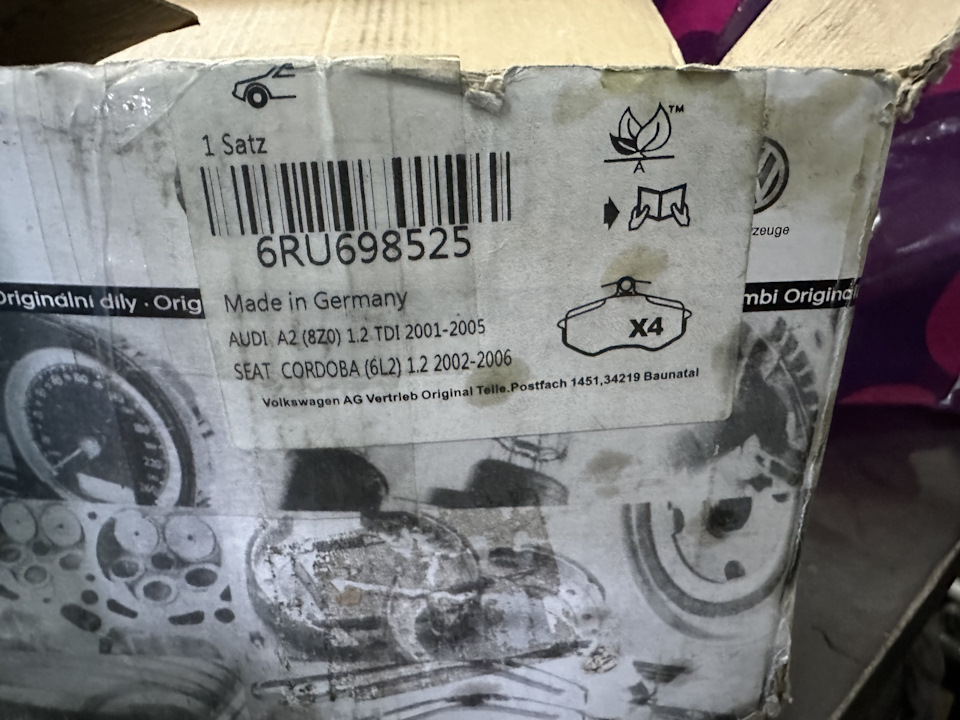 1 Satz
6RU698525
Made in Germany
AUDI A2 (8Z0) 1.2 TDI 2001-2005
SEAT CORDOBA (6L2) 1.2 2002-2006
Volkswagen AG Vertrieb Original Teile.Postfach 1451,34219 Baunatal
TM
A
X4
zeuge
Originální díly · Orig
mbi Original